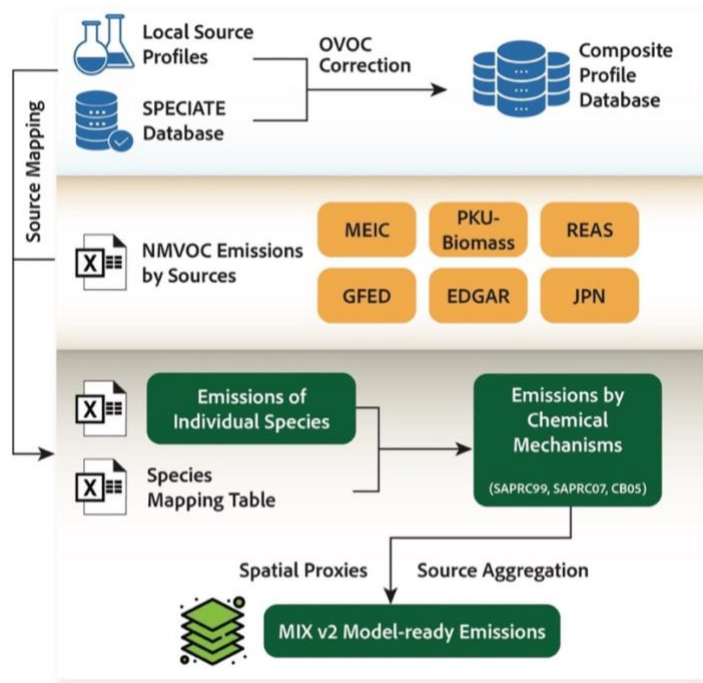 Local Source
Profiles
OVOC
Correction
Composite
Profile
Database
SPECIATE
Database
Source Mapping
NMVOC Emissions
by Sources
MEIC
PKU-
Biomass
REAS
GFED
EDGAR
JPN
X
Emissions of
Individual Species
Emissions by
Chemical
Mechanisms
(SAPRC99, SAPRC07, CB05)
X
Species
Mapping Table
X
Spatial Proxies
Source Aggregation
MIX v2 Model-ready Emissions